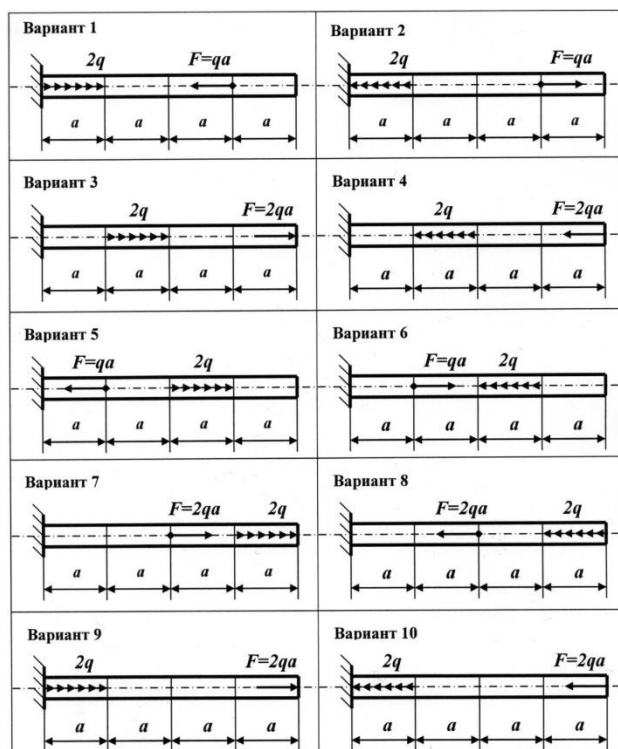 Вариант 1
2q F=qa
a a a a
Вариант 2
2q F=qa
a a a a
Вариант 3
2q F=2qa
a a a a
Вариант 4
2q F=2qa
a a a a
Вариант 5
F=qa 2q
a a a a
Вариант 6
F=qa 2q
a a a a
Вариант 7
F=2qa 2q
a a a a
Вариант 8
F=2qa 2q
a a a a
Вариант 9
2q F=2qa
a a a a
Вариант 10
2q F=2qa
a a a a